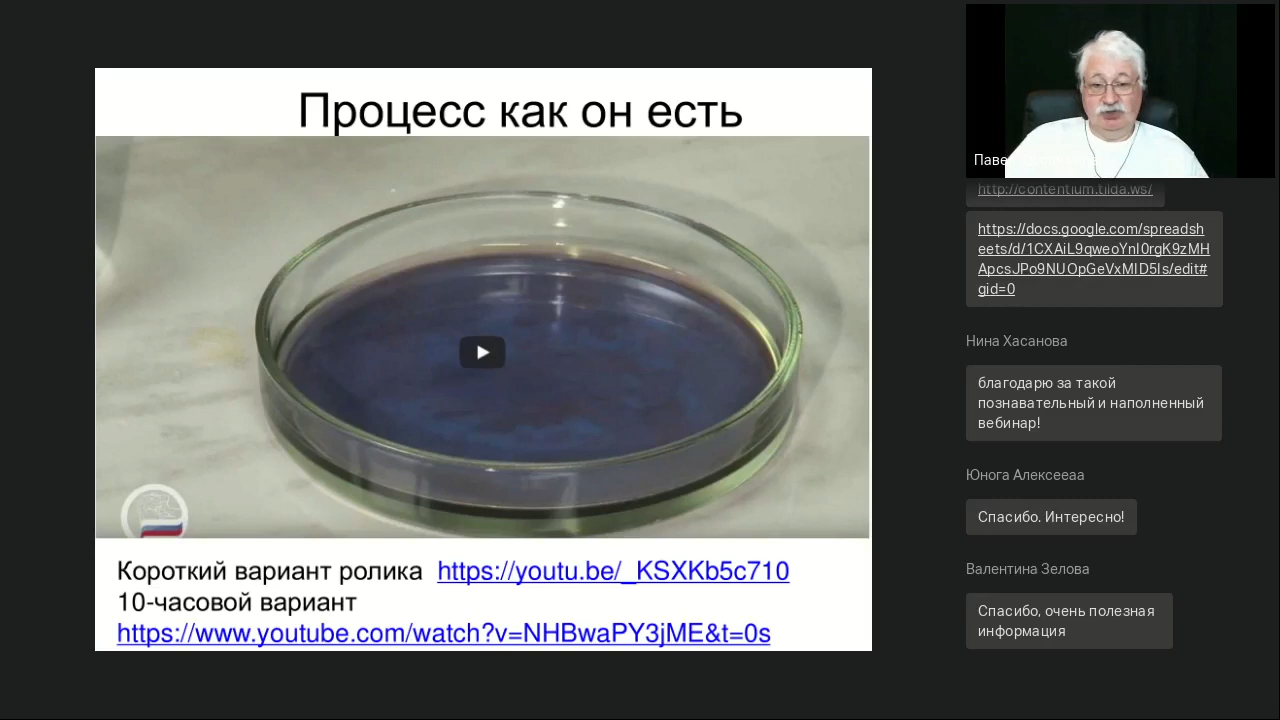 Процесс как он есть
Короткий вариант ролика https://youtu.be/_KSXKb5c710
10-часовой вариант
https://www.youtube.com/watch?v=NHBwaPY3jME&t=0s
http://contentium.tilda.ws/
https://docs.google.com/spreadsh
eets/d/1CXAiL9qweoYnI0rgK9zMH
ApcsJPo9NUOpGeVxMID5Is/edit#
gid=0
Нина Хасанова
благодарю за такой
познавательный и наполненный
вебинар!
Юнога Алексееаа
Спасибо. Интересно!
Валентина Зелова
Спасибо, очень полезная
информация